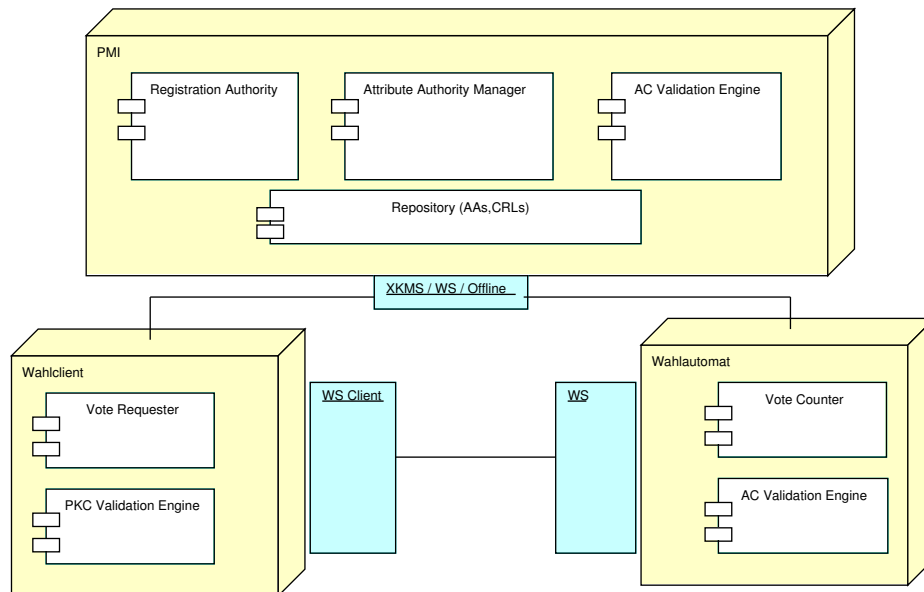 PMI
Registration Authority
Attribute Authority Manager
AC Validation Engine
Repository (AAs,CRLs)
XKMS / WS / Offline
Wahlclient
Vote Requester
PKC Validation Engine
WS Client
WS
Wahlautomat
Vote Counter
AC Validation Engine